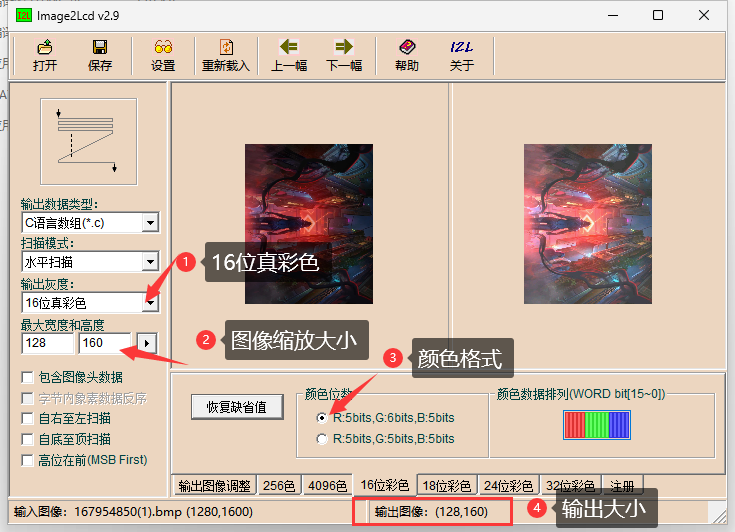 Image2Lcd v2.9
打开 保存 设置 重新载入 上一幅 下一幅 帮助 关于
输出数据类型：
C语言数组(*.c)
扫描模式：
水平扫描
输出灰度：
16位真彩色
最大宽度和高度
128 160
包含图像头数据
字节内象素数据反序
自右至左扫描
自底至顶扫描
高位在前(MSB First)
1 16位真彩色
2 图像缩放大小
3 颜色格式
恢复缺省值
颜色位数
R:5bits,G:6bits,B:5bits
R:5bits,G:5bits,B:5bits
颜色数据排列(WORD bit[15~0])
输出图像调整 256色 4096色 16位彩色 18位彩色 24位彩色 32位彩色 注册
输入图像：167954850(1).bmp (1280,1600)
输出图像：(128,160)
4 输出大小